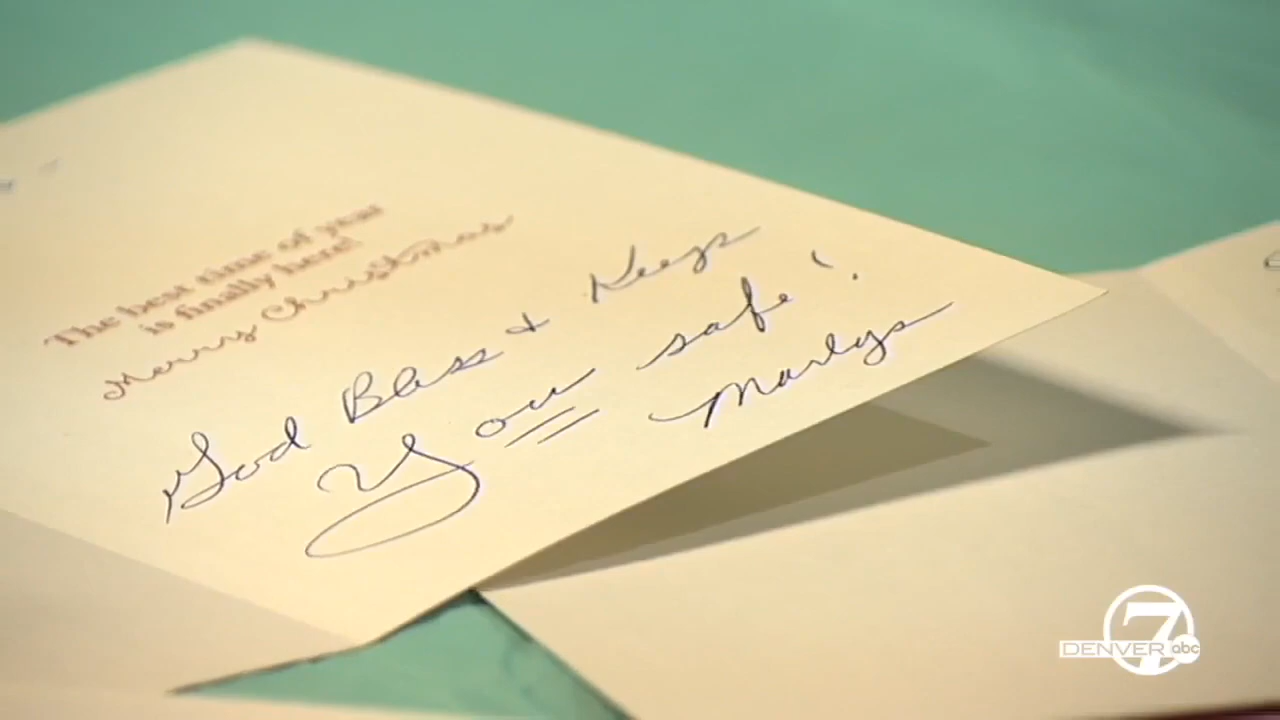 The best time of year
is finally here!
Merry Christmas
God Bless & Keep
You safe!
Marlys
DENVER 7 abc